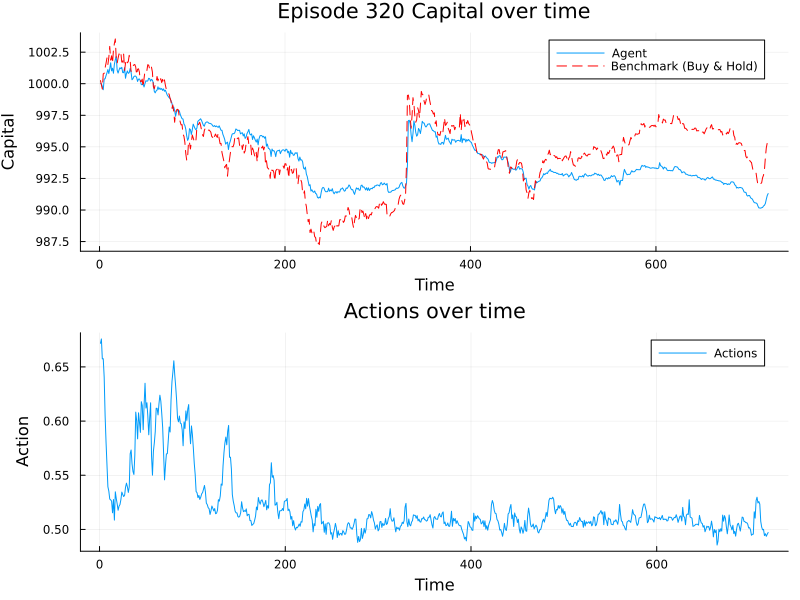 Episode 320 Capital over time
Capital
1002.5
1000.0
997.5
995.0
992.5
990.0
987.5
Agent
Benchmark (Buy & Hold)
0
200
400
600
Time
Actions over time
Action
0.65
0.60
0.55
0.50
Actions
0
200
400
600
Time